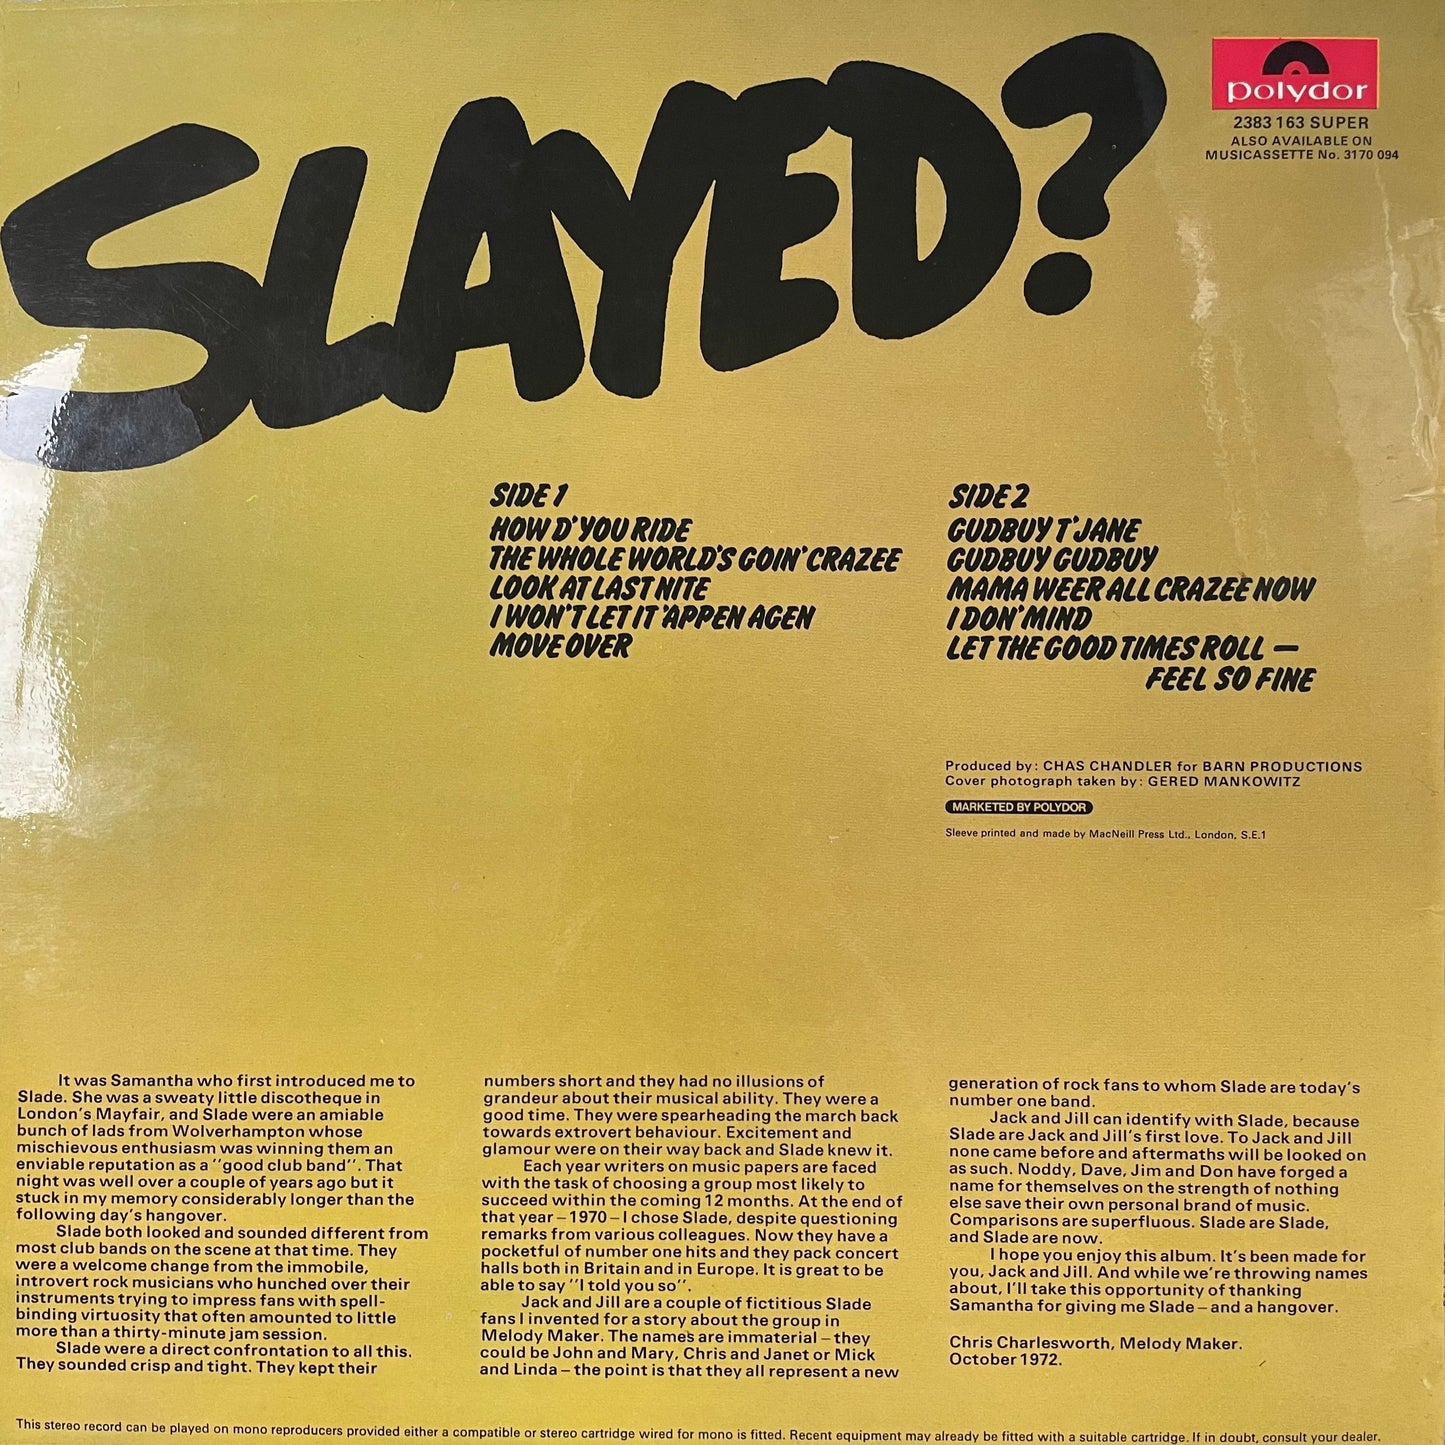 SLAYED?
polydor
2383 163 SUPER
ALSO AVAILABLE ON
MUSICASSETTE No. 3170 094
SIDE 1
HOW D'YOU RIDE
THE WHOLE WORLD'S GOIN' CRAZEE
LOOK AT LAST NITE
I WON'T LET IT 'APPEN AGEN
MOVE OVER
SIDE 2
GUDBUY T'JANE
GUDBUY GUDBUY
MAMA WEER ALL CRAZEE NOW
I DON' MIND
LET THE GOOD TIMES ROLL —
FEEL SO FINE
Produced by: CHAS CHANDLER for BARN PRODUCTIONS
Cover photograph taken by: GERED MANKOWITZ
MARKETED BY POLYDOR
Sleeve printed and made by MacNeill Press Ltd., London, S.E.1
It was Samantha who first introduced me to
Slade. She was a sweaty little discotheque in
London's Mayfair, and Slade were an amiable
bunch of lads from Wolverhampton whose
mischievous enthusiasm was winning them an
enviable reputation as a "good club band". That
night was well over a couple of years ago but it
stuck in my memory considerably longer than the
following day's hangover.
Slade both looked and sounded different from
most club bands on the scene at that time. They
were a welcome change from the immobile,
introvert rock musicians who hunched over their
instruments trying to impress fans with spell-
binding virtuosity that often amounted to little
more than a thirty-minute jam session.
Slade were a direct confrontation to all this.
They sounded crisp and tight. They kept their
numbers short and they had no illusions of
grandeur about their musical ability. They were a
good time. They were spearheading the march back
towards extrovert behaviour. Excitement and
glamour were on their way back and Slade knew it.
Each year writers on music papers are faced
with the task of choosing a group most likely to
succeed within the coming 12 months. At the end of
that year – 1970 – I chose Slade, despite questioning
remarks from various colleagues. Now they have a
pocketful of number one hits and they pack concert
halls both in Britain and in Europe. It is great to be
able to say "I told you so".
Jack and Jill are a couple of fictitious Slade
fans I invented for a story about the group in
Melody Maker. The names are immaterial – they
could be John and Mary, Chris and Janet or Mick
and Linda – the point is that they all represent a new
generation of rock fans to whom Slade are today's
number one band.
Jack and Jill can identify with Slade, because
Slade are Jack and Jill's first love. To Jack and Jill
none came before and aftermaths will be looked on
as such. Noddy, Dave, Jim and Don have forged a
name for themselves on the strength of nothing
else save their own personal brand of music.
Comparisons are superfluous. Slade are Slade,
and Slade are now.
I hope you enjoy this album. It's been made for
you, Jack and Jill. And while we're throwing names
about, I'll take this opportunity of thanking
Samantha for giving me Slade – and a hangover.
Chris Charlesworth, Melody Maker.
October 1972.
This stereo record can be played on mono reproducers provided either a compatible or stereo cartridge wired for mono is fitted. Recent equipment may already be fitted with a suitable cartridge. If in doubt, consult your dealer.